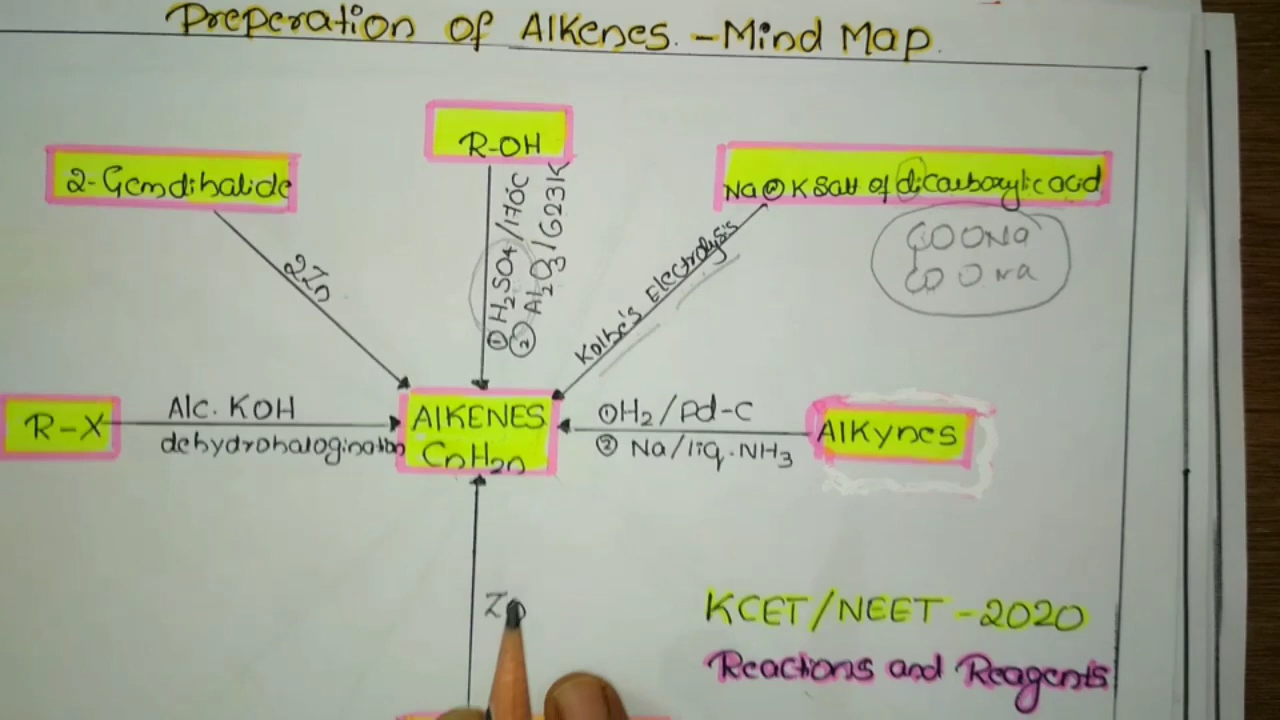 Preperation of Alkenes. - Mind Map.
R-OH
2-Gemdihalide
Na or K Salt of dicarboxylic acid
COONa
COONa
2Zn
① H2SO4/170°C
② Al2O3/623K
Kolbe's Electrolysis
R-X
Alc. KOH
dehydrohalogination
AlKENES
CnH2n
① H2/Pd-C
② Na/liq.NH3
AlKynes
Zn
KCET/NEET - 2020
Reactions and Reagents